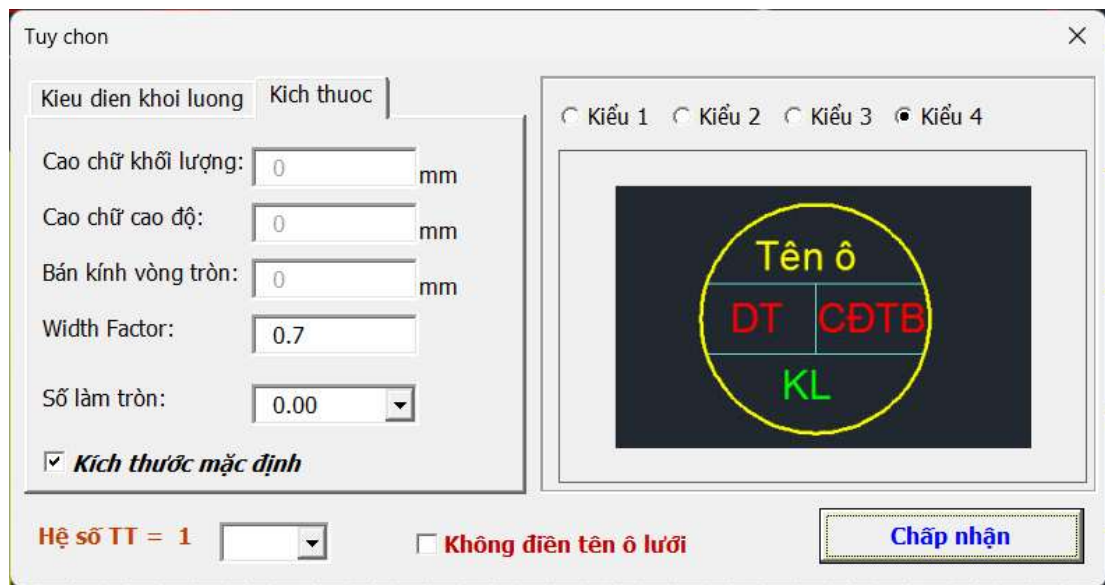 Tuy chon
Kieu dien khoi luong Kich thuoc
Cao chữ khối lượng: 0 mm
Cao chữ cao độ: 0 mm
Bán kính vòng tròn: 0 mm
Width Factor: 0.7
Số làm tròn: 0.00
Kích thước mặc định
Kiểu 1 Kiểu 2 Kiểu 3 Kiểu 4
Tên ô
DT CĐTB
KL
Hệ số TT = 1
Không điền tên ô lưới
Chấp nhận